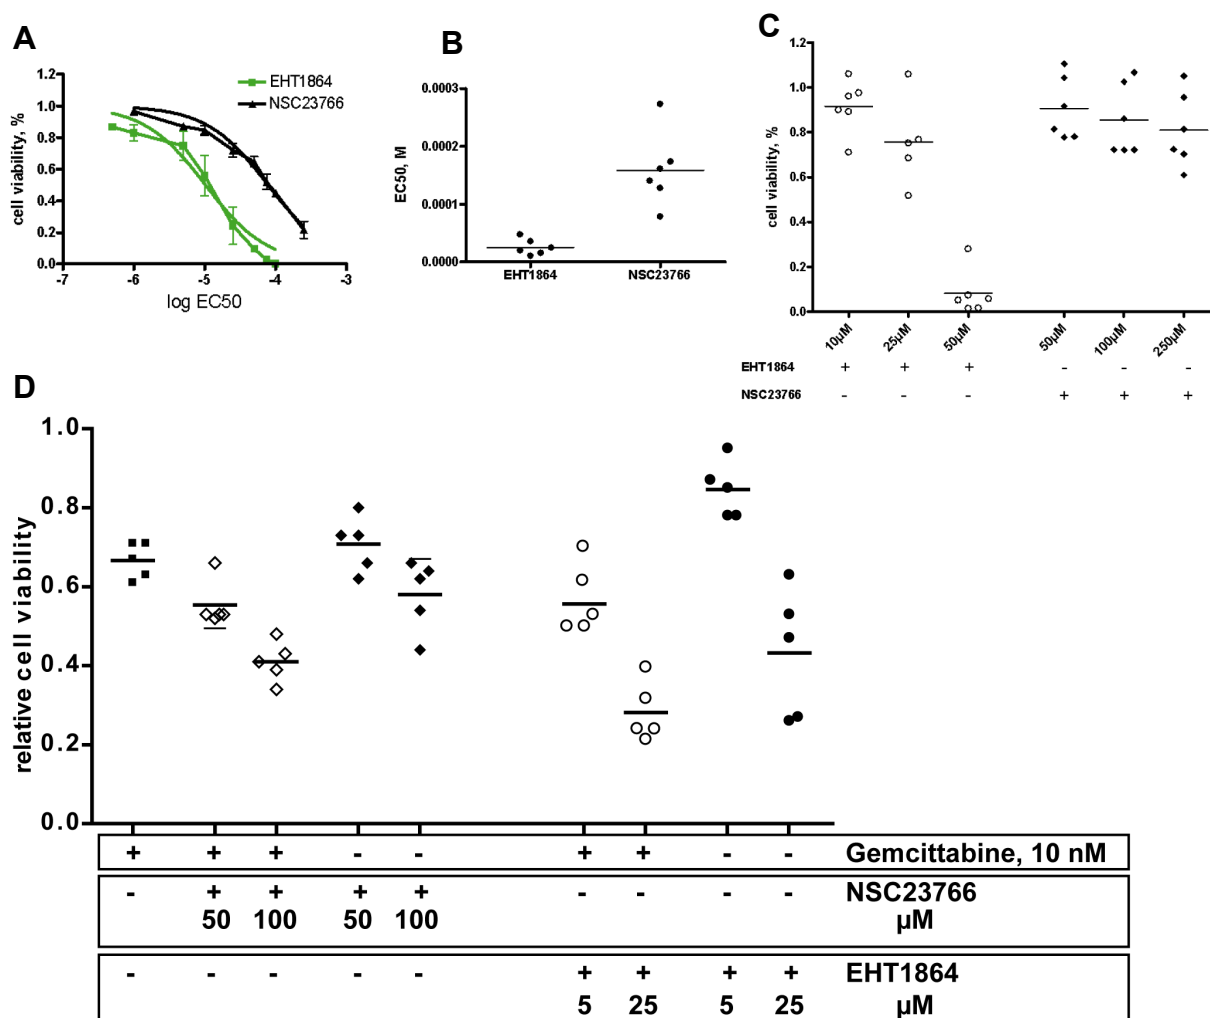 A
1.2
1.0
0.8
0.6
0.4
0.2
0.0
cell viability, %
EHT1864
NSC23766
-7
-6
-5
-4
-3
log EC50
B
0.0003
0.0002
0.0001
0.0000
EC50, M
EHT1864
NSC23766
C
1.2
1.0
0.8
0.6
0.4
0.2
0.0
cell viability, %
10µM 25µM 50µM 50µM 100µM 250µM
EHT1864 + + + - - -
NSC23766 - - - + + +
D
1.0
0.8
0.6
0.4
0.2
0.0
relative cell viability
+ + + - - + + - - Gemcittabine, 10 nM
- + + + + - - - - NSC23766
50 100 50 100 µM
- - - - - + + + + EHT1864
5 25 5 25 µM